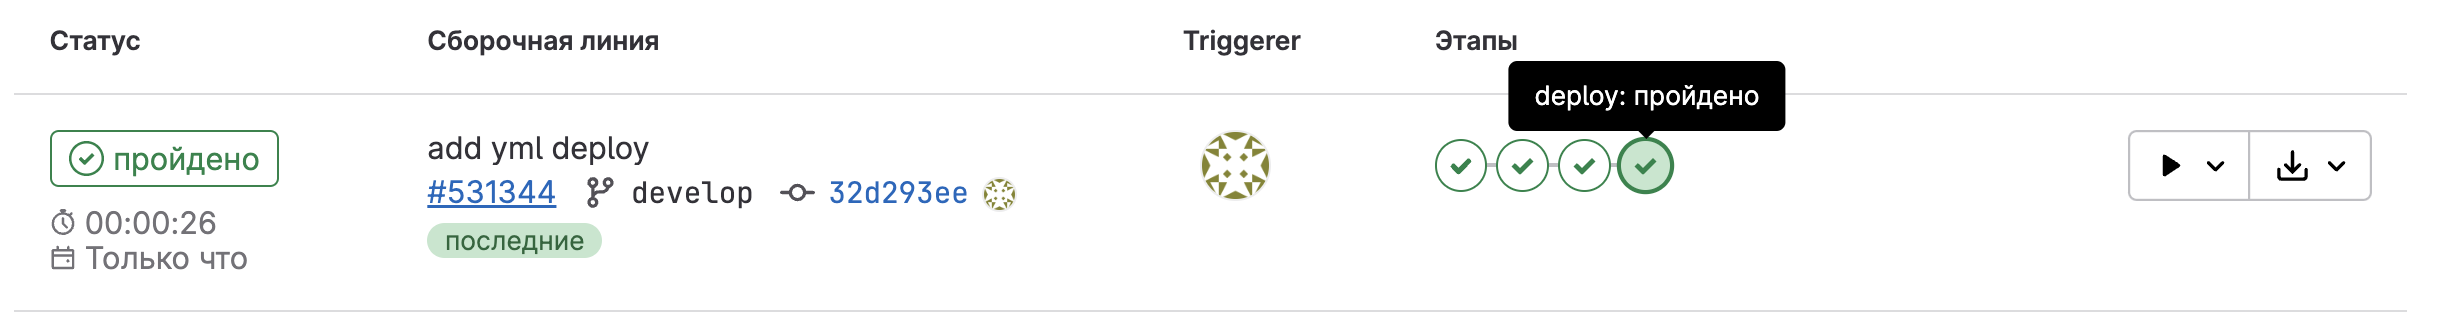 Статус Сборочная линия Triggerer Этапы
deploy: пройдено
пройдено
add yml deploy
#531344 develop 32d293ee
00:00:26
последние
Только что